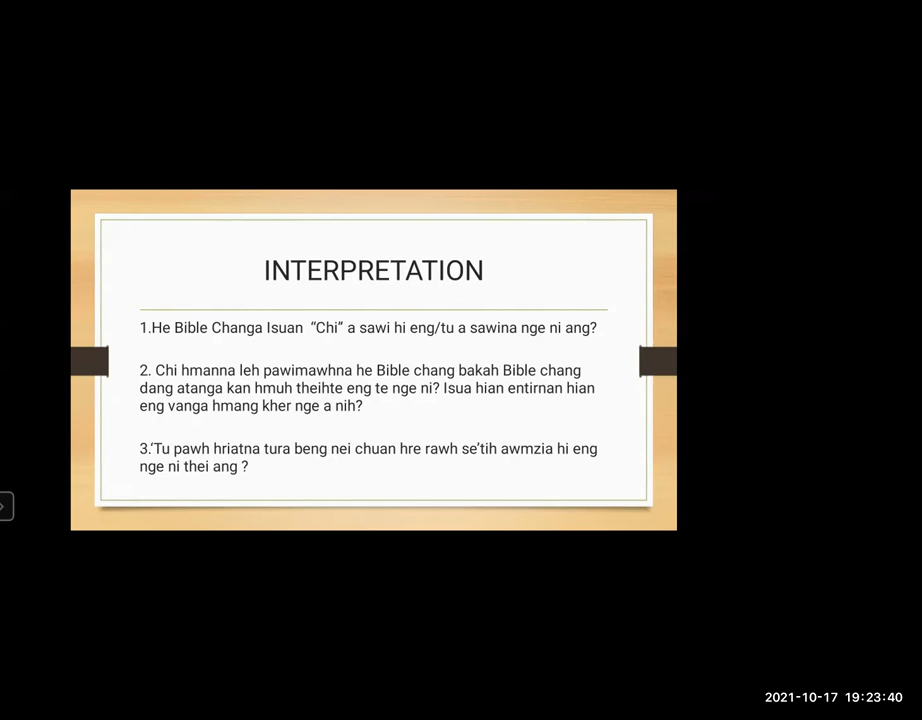 INTERPRETATION
1.He Bible Changa Isuan “Chi” a sawi hi eng/tu a sawina nge ni ang?
2. Chi hmanna leh pawimawhna he Bible chang bakah Bible chang
dang atanga kan hmuh theihte eng te nge ni? Isua hian entirnan hian
eng vanga hmang kher nge a nih?
3.‘Tu pawh hriatna tura beng nei chuan hre rawh se’tih awmzia hi eng
nge ni thei ang ?
2021-10-17 19:23:40